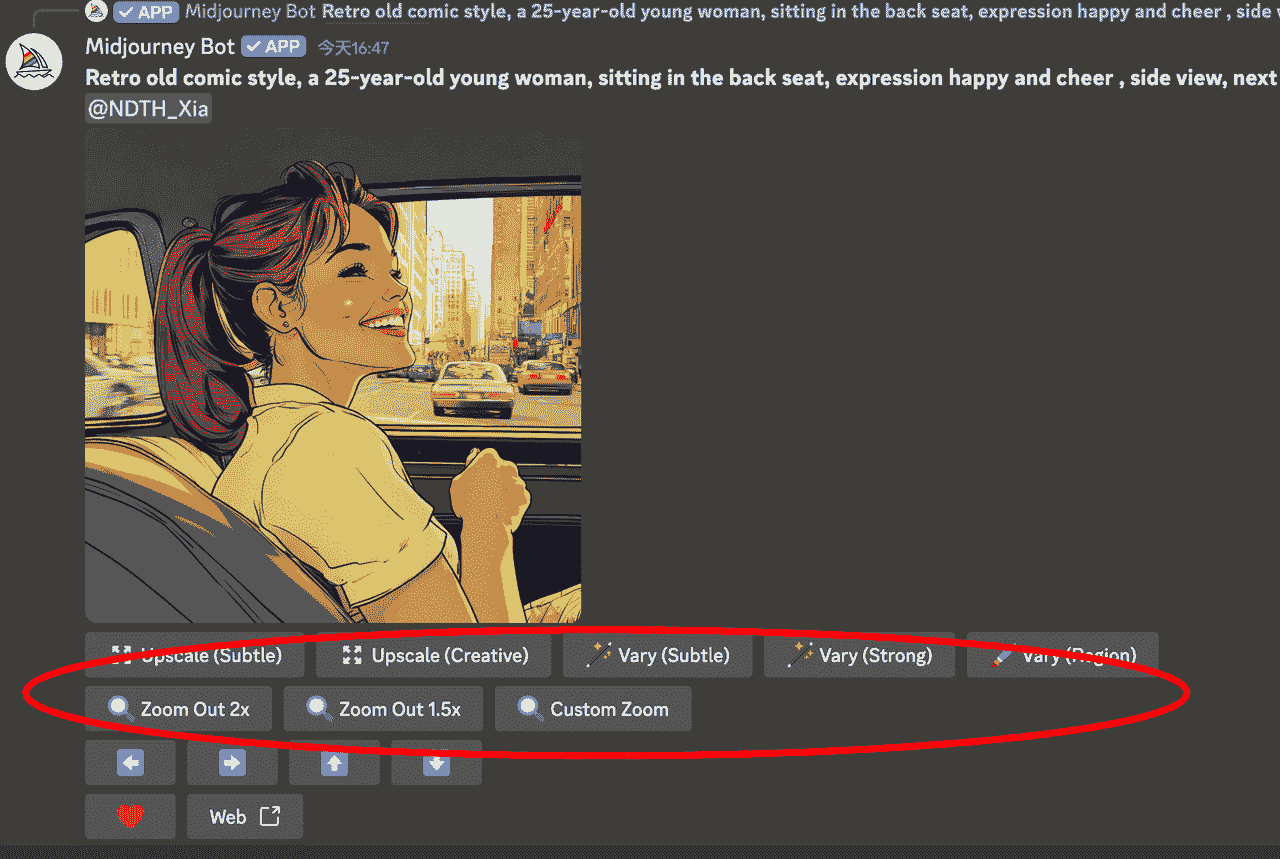 ✓ APP Midjourney Bot Retro old comic style, a 25-year-old young woman, sitting in the back seat, expression happy and cheer , side
Midjourney Bot ✓ APP 今天16:47
Retro old comic style, a 25-year-old young woman, sitting in the back seat, expression happy and cheer , side view, next
@NDTH_Xia
Upscale (Subtle) Upscale (Creative) Vary (Subtle) Vary (Strong) Vary (Region)
Zoom Out 2x Zoom Out 1.5x Custom Zoom
Web